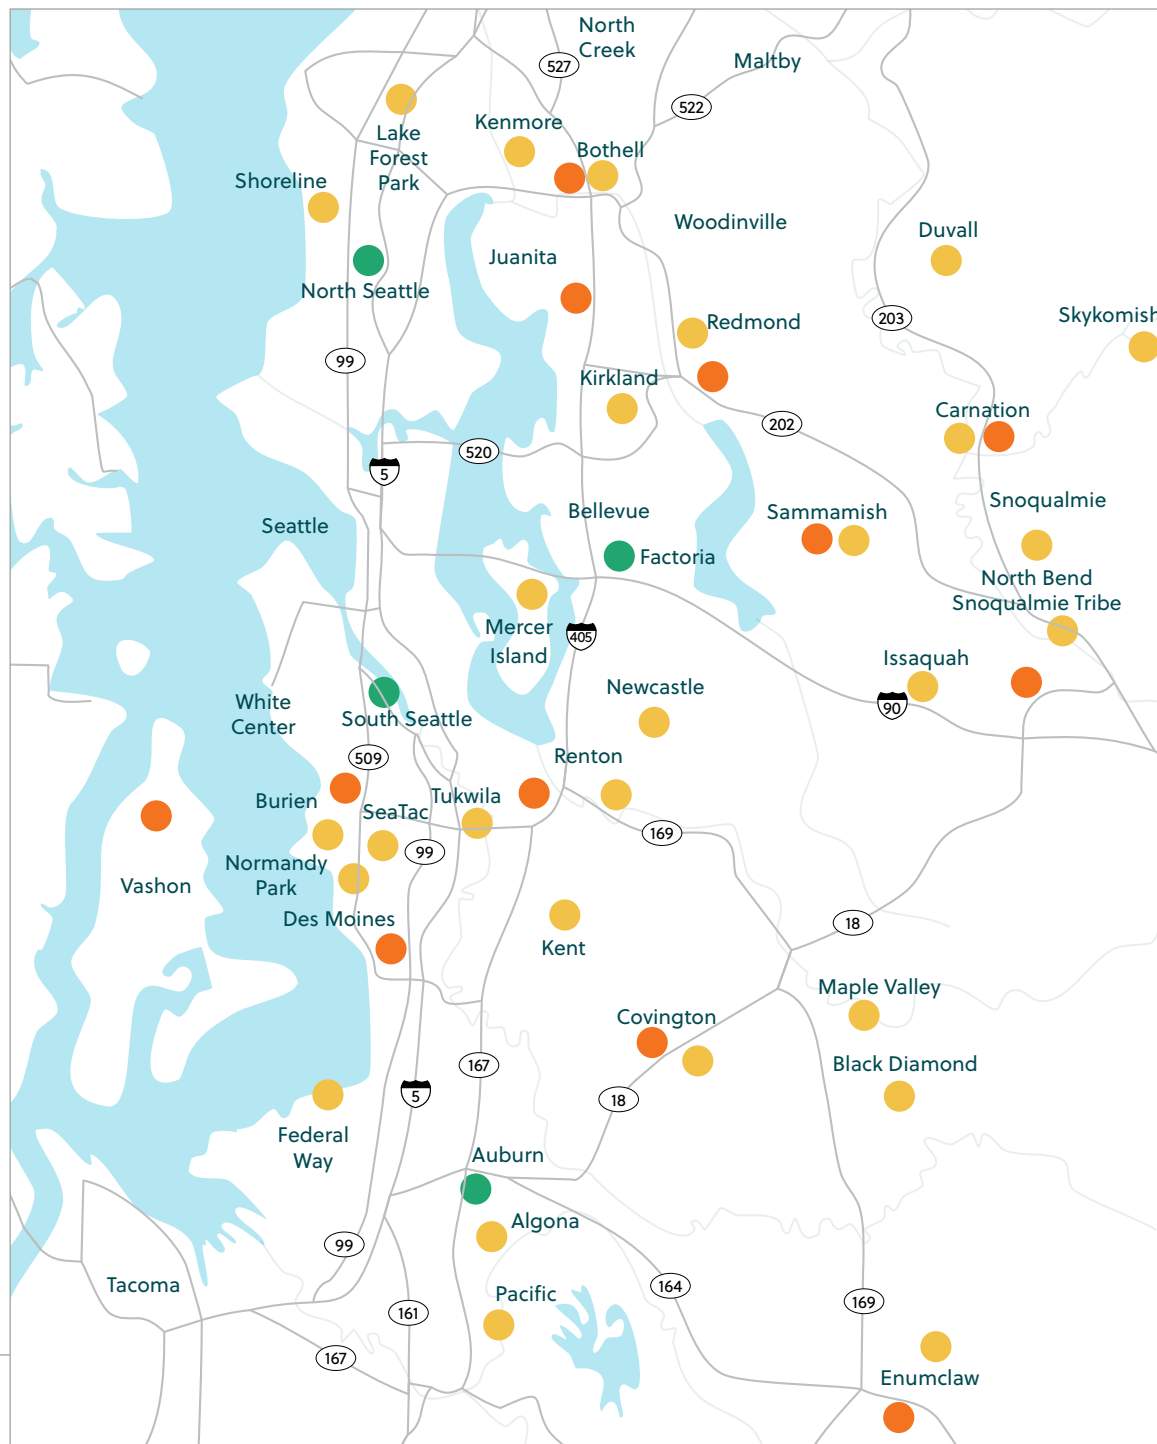 North
Creek
Maltby
527
522
Lake
Forest
Park
Kenmore
Bothell
Shoreline
Woodinville
Duvall
Juanita
North Seattle
Skykomish
203
Redmond
99
Kirkland
Carnation
202
520
5
Snoqualmie
Seattle
Bellevue
Sammamish
Factoria
North Bend
Snoqualmie Tribe
Mercer
Island
405
Issaquah
Newcastle
90
White
Center
South Seattle
509
Renton
Burien
SeaTac
Tukwila
169
99
Normandy
Park
Vashon
Des Moines
18
Kent
Maple Valley
Covington
167
Black Diamond
5
18
Federal
Way
Auburn
Algona
99
Tacoma
164
Pacific
161
169
167
Enumclaw